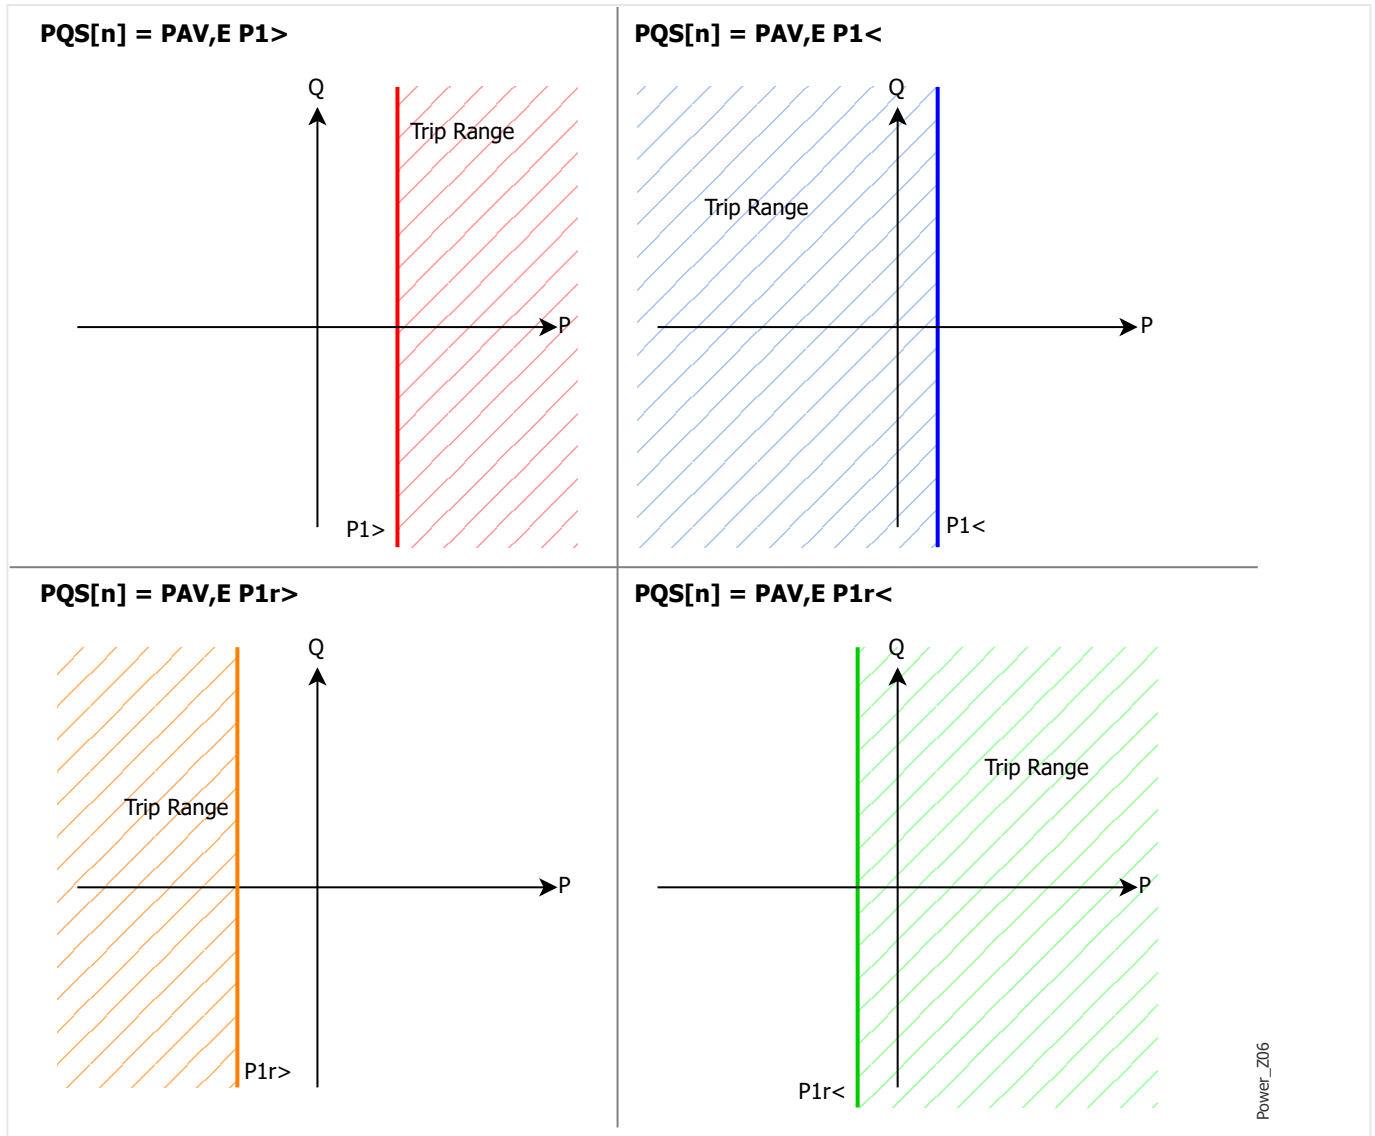 PQS[n] = PAV,E P1>
Q
Trip Range
P
P1>
PQS[n] = PAV,E P1<
Q
Trip Range
P
P1<
PQS[n] = PAV,E P1r>
Q
Trip Range
P
P1r>
PQS[n] = PAV,E P1r<
Q
Trip Range
P
P1r<
Power_Z06